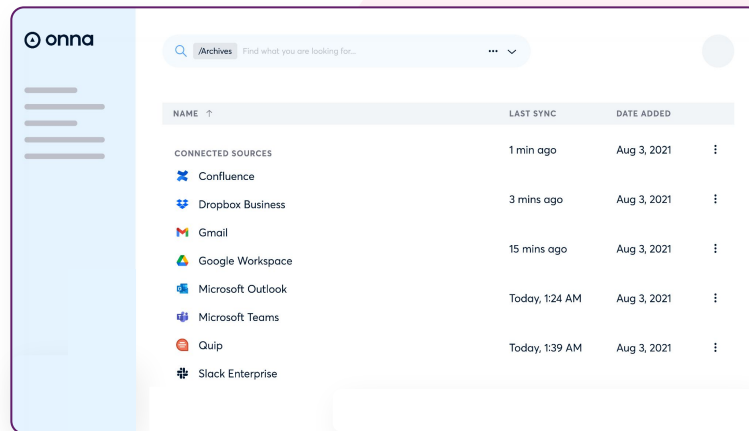 onna
/Archives Find what you are looking for...
NAME ↑ LAST SYNC DATE ADDED
CONNECTED SOURCES
1 min ago Aug 3, 2021
Confluence
Dropbox Business
3 mins ago Aug 3, 2021
Gmail
15 mins ago Aug 3, 2021
Google Workspace
Microsoft Outlook
Today, 1:24 AM Aug 3, 2021
Microsoft Teams
Quip
Today, 1:39 AM Aug 3, 2021
Slack Enterprise